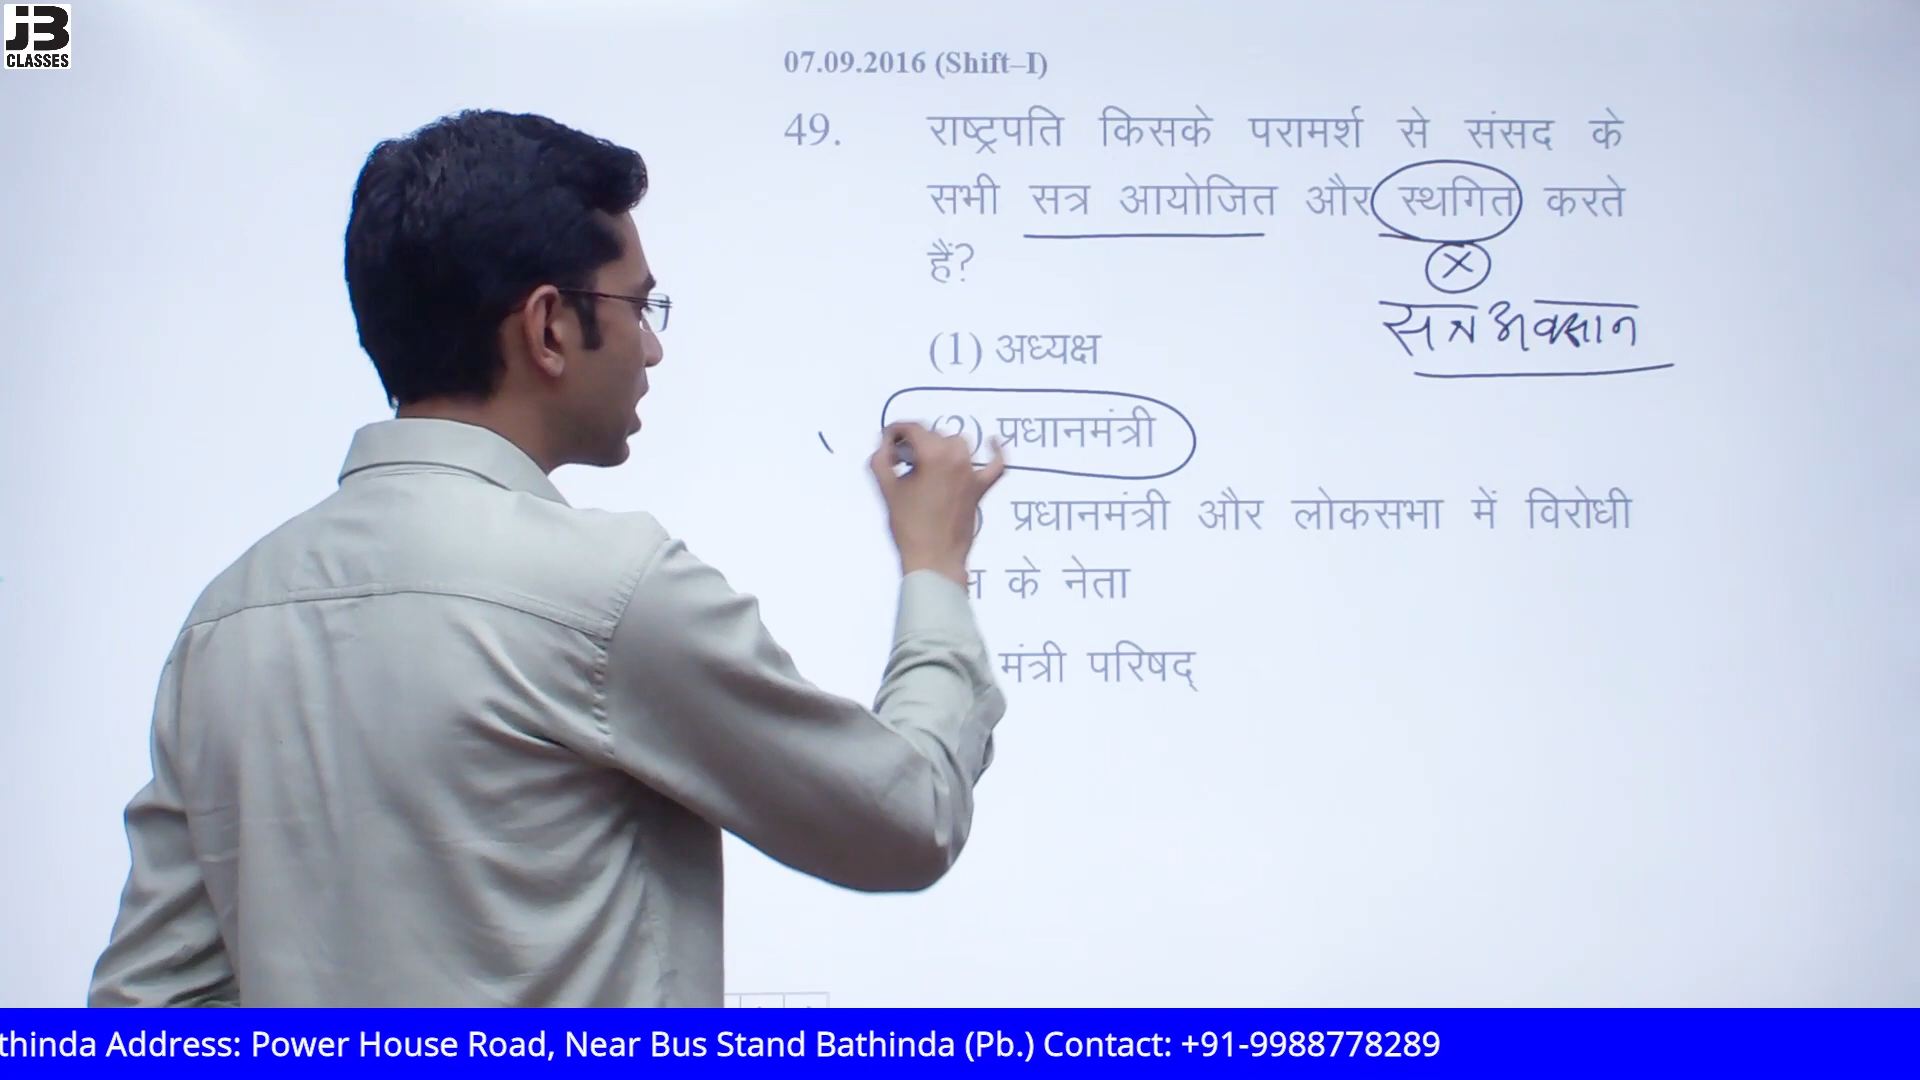 JB
CLASSES
07.09.2016 (Shift–I)
49. राष्ट्रपति किसके परामर्श से संसद के
सभी सत्र आयोजित और स्थगित करते
हैं?
सत्र अवसान
(1) अध्यक्ष
(2) प्रधानमंत्री
) प्रधानमंत्री और लोकसभा में विरोधी
के नेता
मंत्री परिषद्
thinda Address: Power House Road, Near Bus Stand Bathinda (Pb.) Contact: +91-9988778289